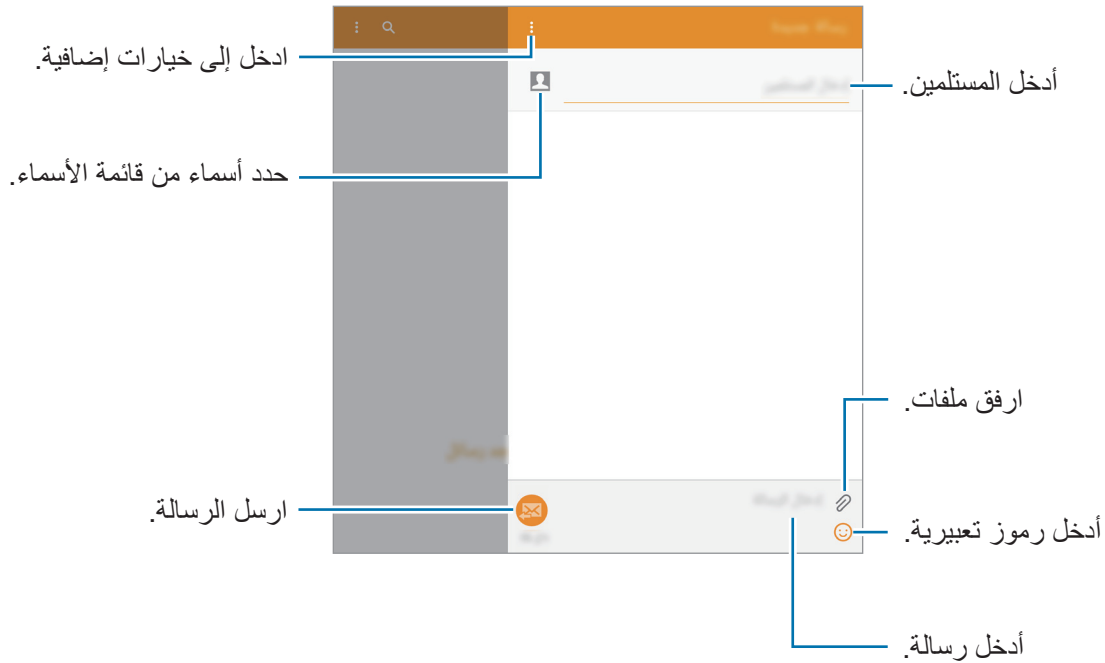 ادخل إلى خيارات إضافية.
أدخل المستلمين.
حدد أسماء من قائمة الأسماء.
ارفق ملفات.
ارسل الرسالة.
أدخل رموز تعبيرية.
أدخل رسالة.